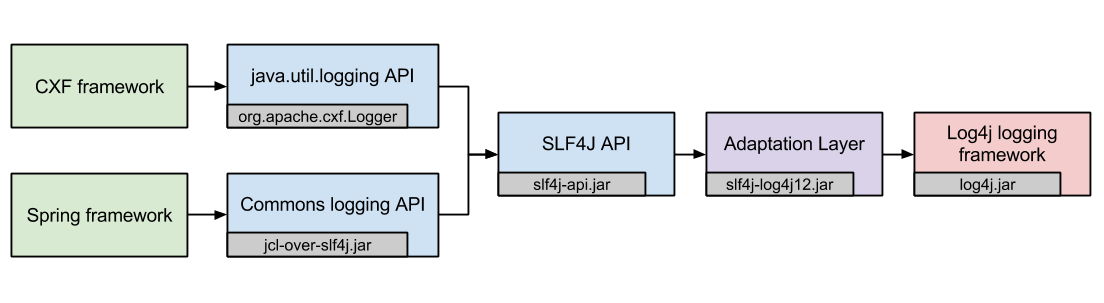 CXF framework
java.util.logging API
org.apache.cxf.Logger
Spring framework
Commons logging API
jcl-over-slf4j.jar
SLF4J API
slf4j-api.jar
Adaptation Layer
slf4j-log4j12.jar
Log4j logging
framework
log4j.jar